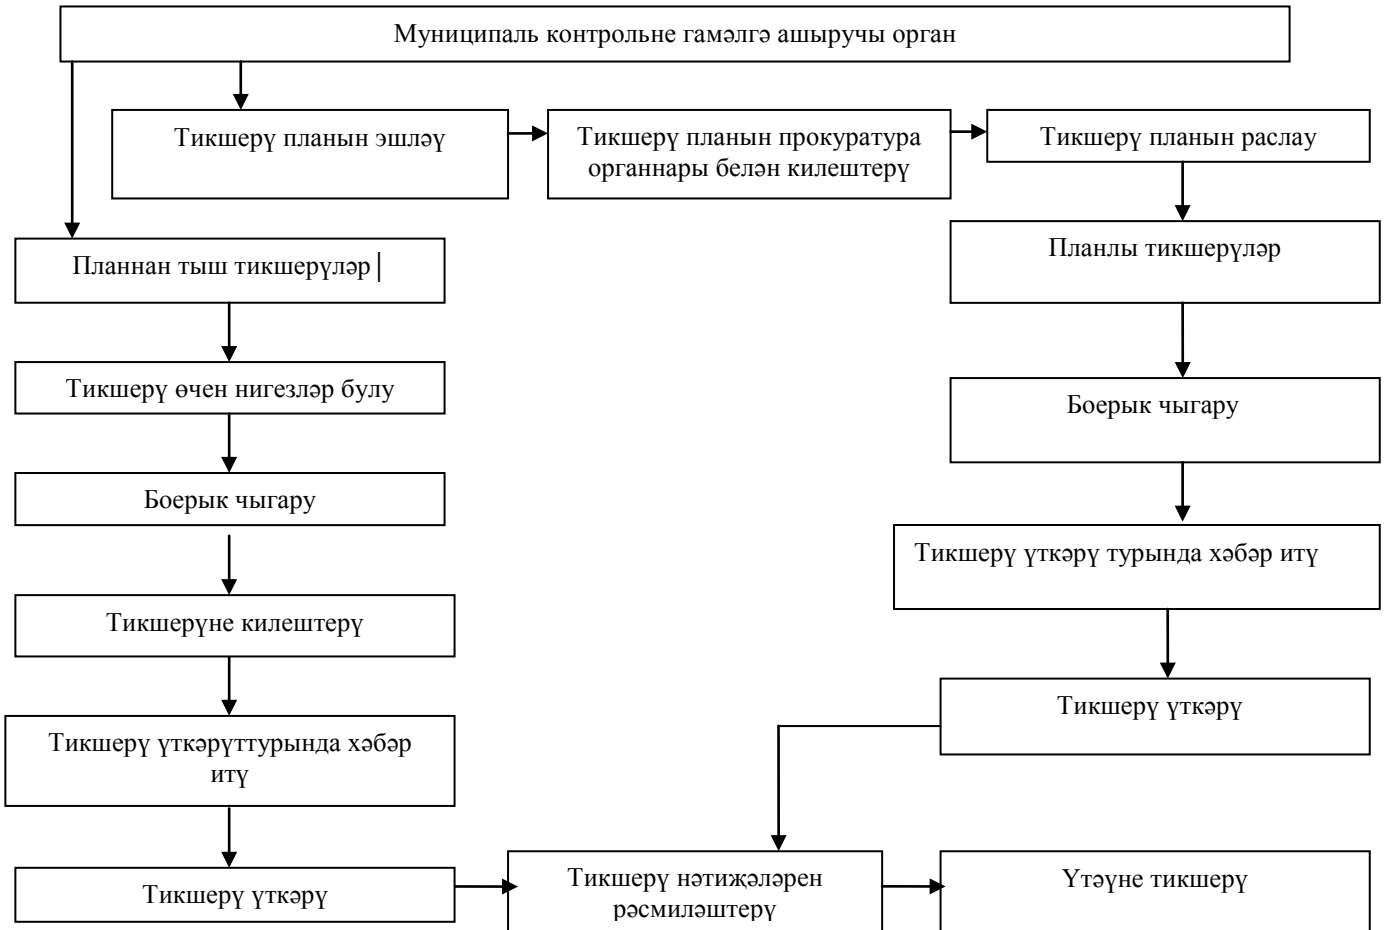 Муниципаль контрольне гамәлгә ашыручы орган
Тикшерү планын эшләү
Тикшерү планын прокуратура
органнары белән килештерү
Тикшерү планын раслау
Планнан тыш тикшерүләр
Планлы тикшерүләр
Тикшерү өчен нигезләр булу
Боерык чыгару
Боерык чыгару
Тикшерү үткәрү турында хәбәр итү
Тикшерүне килештерү
Тикшерү үткәрү
Тикшерү үткәрүттурында хәбәр
итү
Тикшерү үткәрү
Тикшерү нәтиҗәләрен
рәсмиләштерү
Үтәүне тикшерү